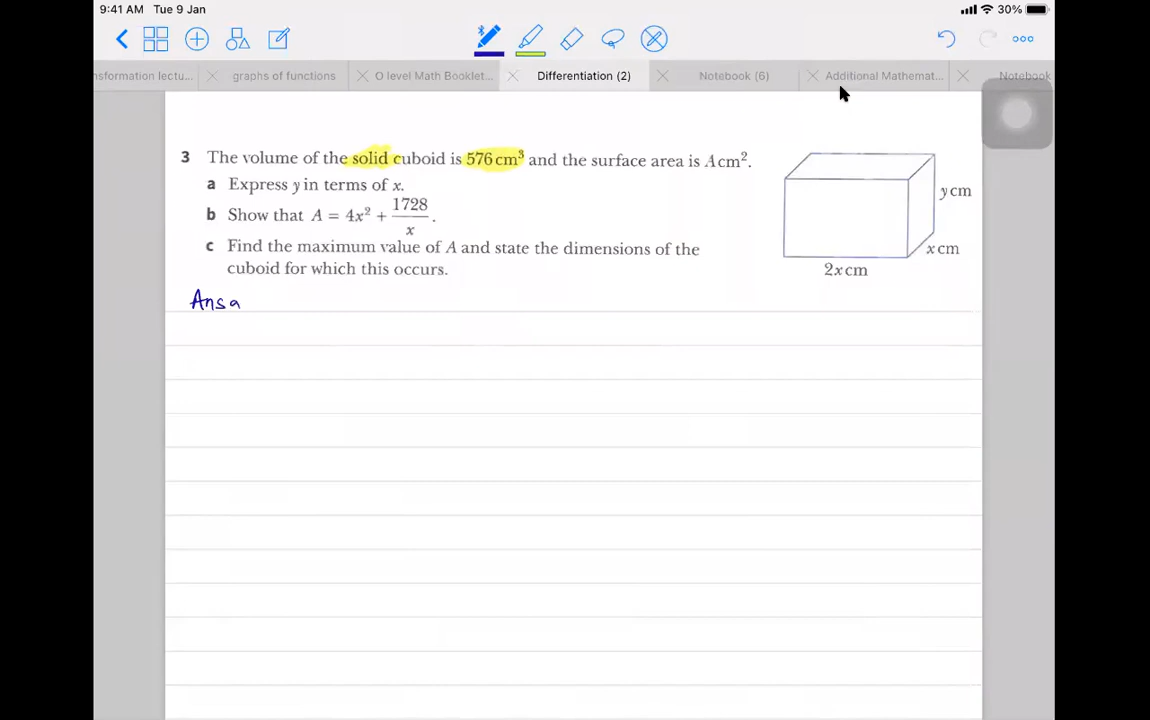 9:41 AM Tue 9 Jan
30%
nsformation lectu...
graphs of functions
O level Math Booklet...
Differentiation (2)
Notebook (6)
Additional Mathemat...
Notebook
3 The volume of the solid cuboid is 576 cm³ and the surface area is A cm².
a Express y in terms of x.
b Show that A = 4x² + 1728/x .
c Find the maximum value of A and state the dimensions of the
cuboid for which this occurs.
y cm
x cm
2x cm
Ansa